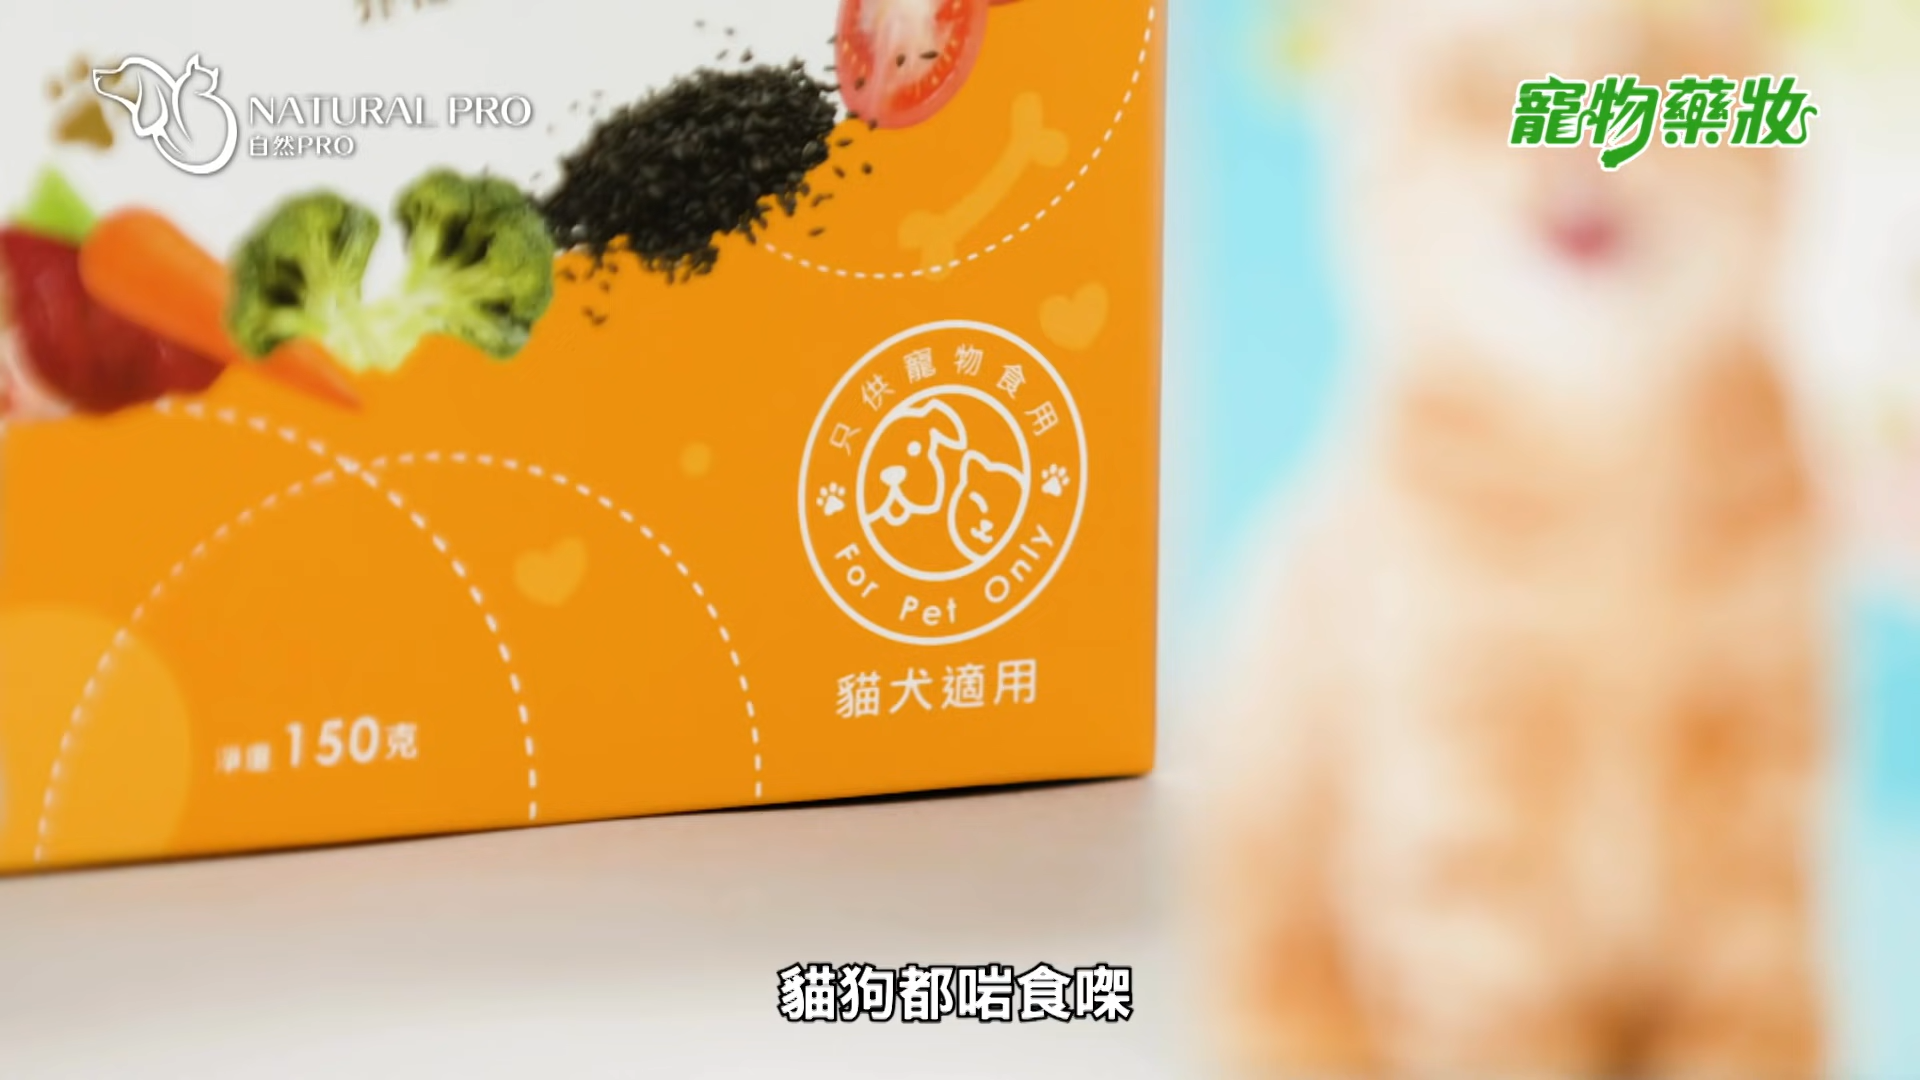 NATURAL PRO
自然PRO
寵物藥妝
只供寵物食用
For Pet Only
貓犬適用
淨重 150克
貓狗都啱食㗎